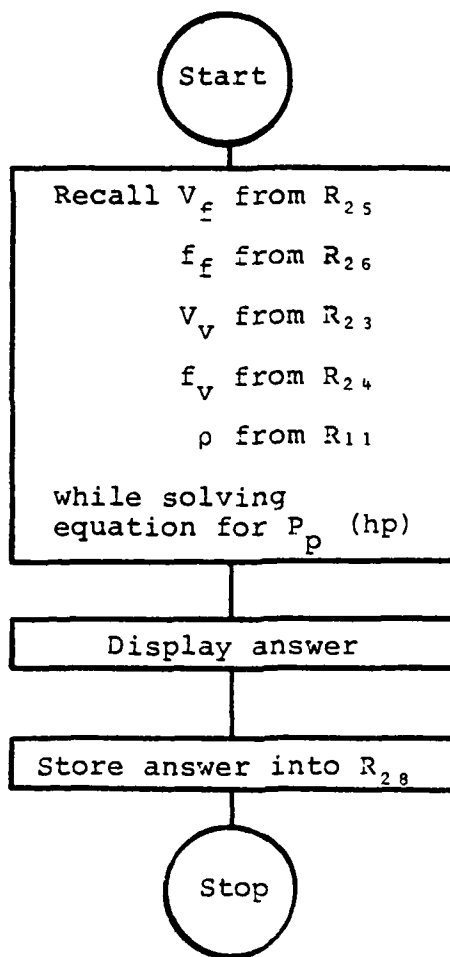 Start
Recall V_f from R_25
f_f from R_26
V_v from R_23
f_v from R_24
ρ from R_11
while solving
equation for P_p (hp)
Display answer
Store answer into R_28
Stop